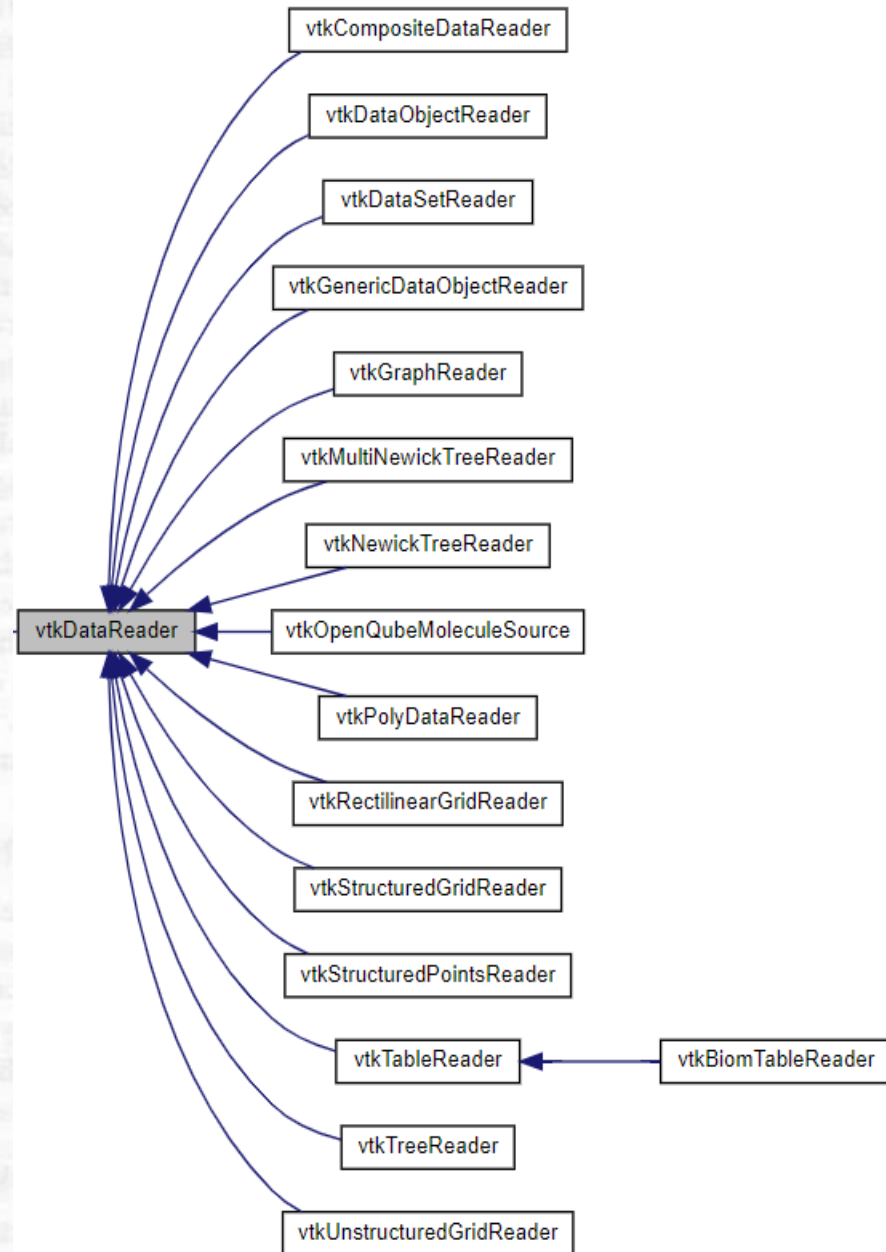 vtkCompositeDataReader
vtkDataObjectReader
vtkDataSetReader
vtkGenericDataObjectReader
vtkGraphReader
vtkMultiNewickTreeReader
vtkNewickTreeReader
vtkDataReader
vtkOpenQubeMoleculeSource
vtkPolyDataReader
vtkRectilinearGridReader
vtkStructuredGridReader
vtkStructuredPointsReader
vtkTableReader
vtkBiomTableReader
vtkTreeReader
vtkUnstructuredGridReader